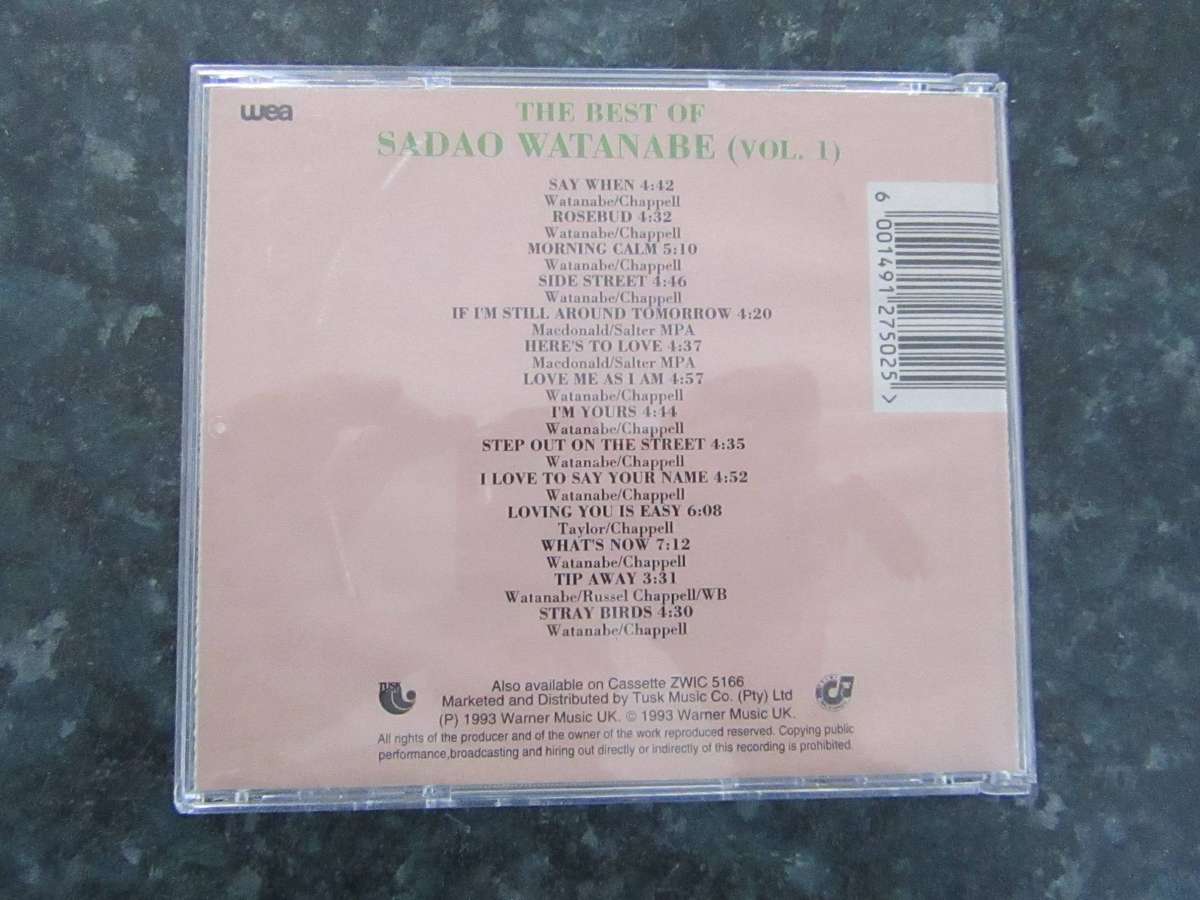 wea
THE BEST OF
SADAO WATANABE (VOL. 1)
SAY WHEN 4:42
Watanabe/Chappell
ROSEBUD 4:32
Watanabe/Chappell
MORNING CALM 5:10
Watanabe/Chappell
SIDE STREET 4:46
Watanabe/Chappell
IF I'M STILL AROUND TOMORROW 4:20
Macdonald/Salter MPA
HERE'S TO LOVE 4:37
Macdonald/Salter MPA
LOVE ME AS I AM 4:57
Watanabe/Chappell
I'M YOURS 4:44
Watanabe/Chappell
STEP OUT ON THE STREET 4:35
Watanabe/Chappell
I LOVE TO SAY YOUR NAME 4:52
Watanabe/Chappell
LOVING YOU IS EASY 6:08
Taylor/Chappell
WHAT'S NOW 7:12
Watanabe/Chappell
TIP AWAY 3:31
Watanabe/Russel Chappell/WB
STRAY BIRDS 4:30
Watanabe/Chappell
6 001491 275025 >
TUSK
Also available on Cassette ZWIC 5166
Marketed and Distributed by Tusk Music Co. (Pty) Ltd
(P) 1993 Warner Music UK. © 1993 Warner Music UK.
All rights of the producer and of the owner of the work reproduced reserved. Copying public
performance,broadcasting and hiring out directly or indirectly of this recording is prohibited.